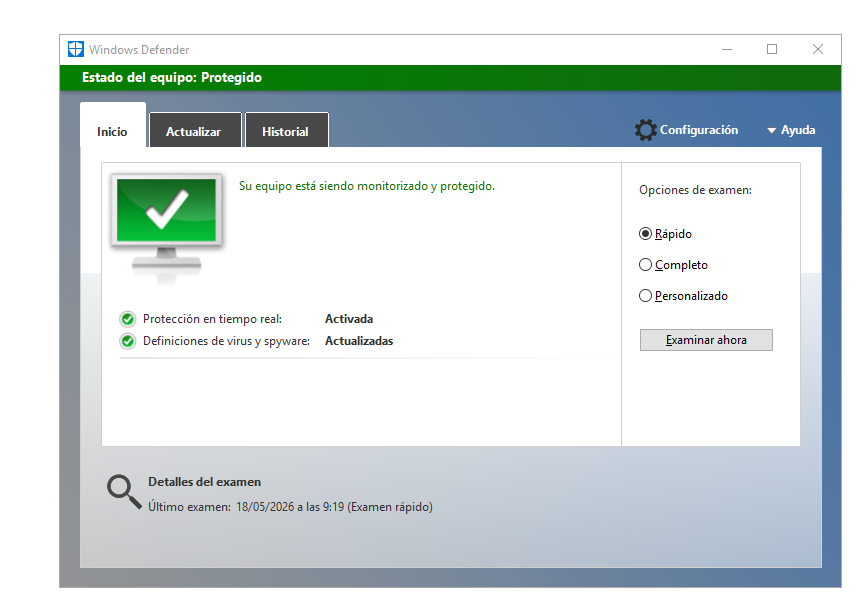 Windows Defender
Estado del equipo: Protegido
Inicio
Actualizar
Historial
Configuración
Ayuda
Su equipo está siendo monitorizado y protegido.
Protección en tiempo real: Activada
Definiciones de virus y spyware: Actualizadas
Opciones de examen:
Rápido
Completo
Personalizado
Examinar ahora
Detalles del examen
Último examen: 18/05/2026 a las 9:19 (Examen rápido)